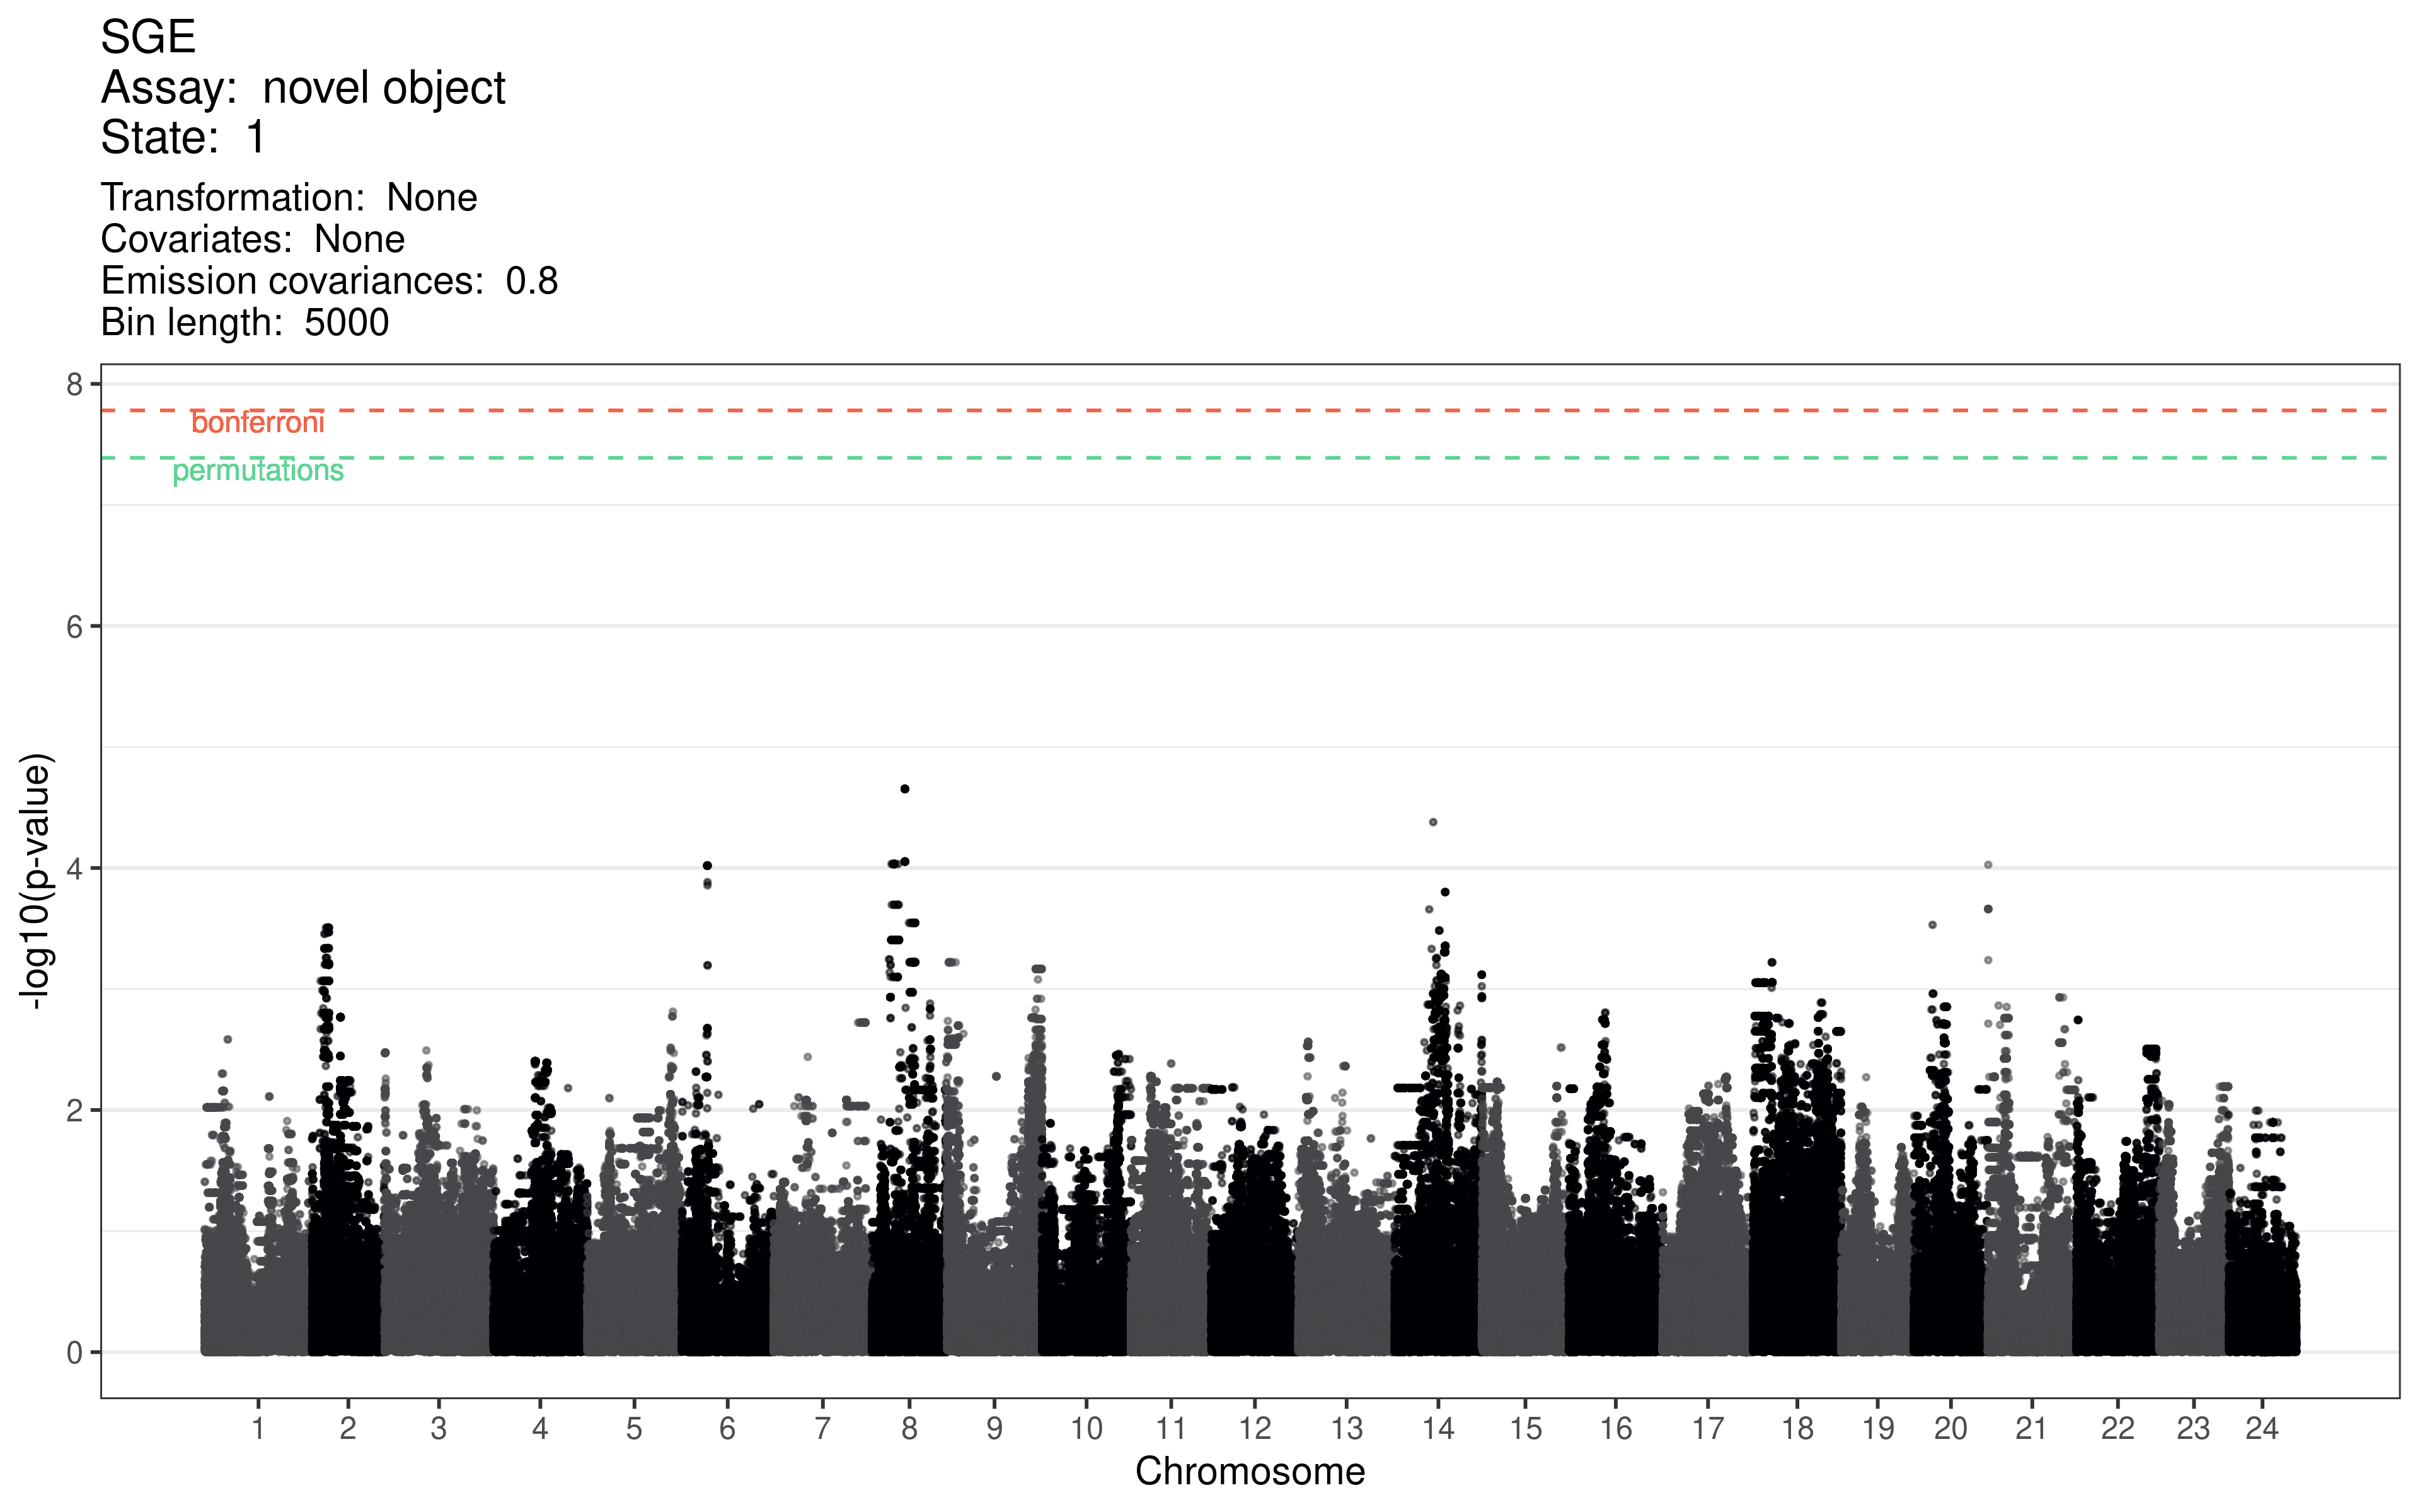 SGE
Assay:  novel object
State:  1
Transformation:  None
Covariates:  None
Emission covariances:  0.8
Bin length:  5000
8
bonferroni
permutations
6
4
2
0
-log10(p-value)
1 2 3 4 5 6 7 8 9 10 11 12 13 14 15 16 17 18 19 20 21 22 23 24
Chromosome